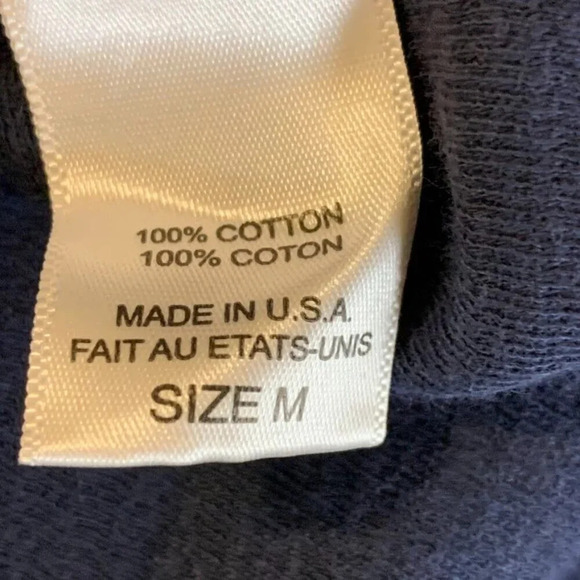 100% COTTON
100% COTON
MADE IN U.S.A.
FAIT AU ETATS-UNIS
SIZE M